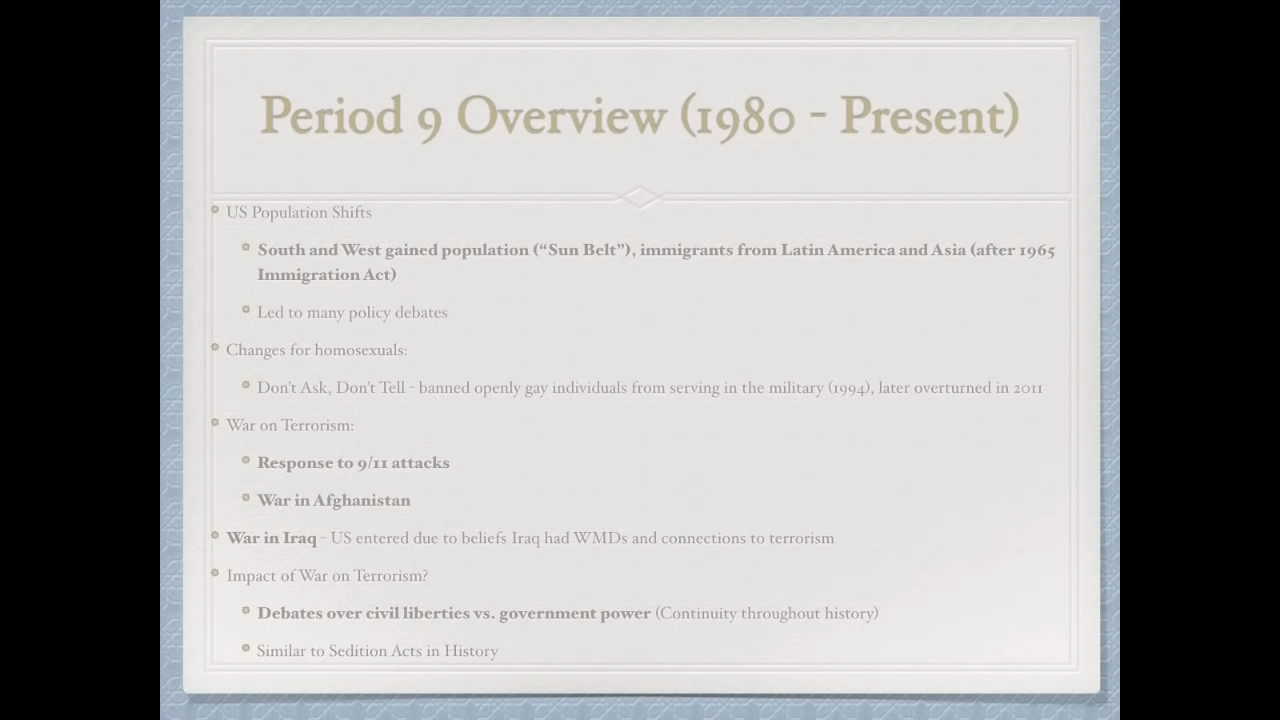 Period 9 Overview (1980 - Present)
US Population Shifts
South and West gained population (“Sun Belt”), immigrants from Latin America and Asia (after 1965
Immigration Act)
Led to many policy debates
Changes for homosexuals:
Don’t Ask, Don’t Tell - banned openly gay individuals from serving in the military (1994), later overturned in 2011
War on Terrorism:
Response to 9/11 attacks
War in Afghanistan
War in Iraq - US entered due to beliefs Iraq had WMDs and connections to terrorism
Impact of War on Terrorism?
Debates over civil liberties vs. government power (Continuity throughout history)
Similar to Sedition Acts in History